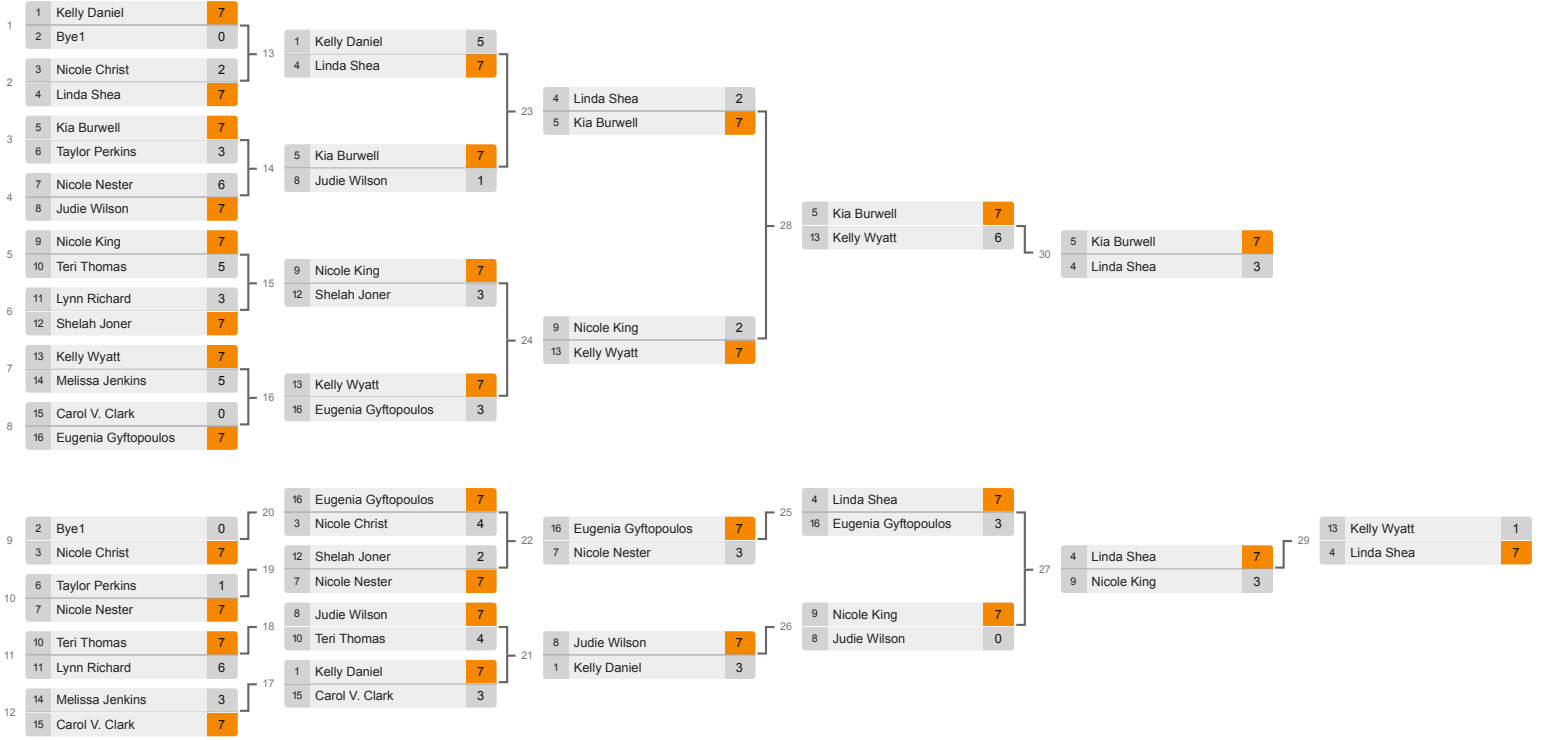 1
1 Kelly Daniel 7
2 Bye1 0
2
3 Nicole Christ 2
4 Linda Shea 7
3
5 Kia Burwell 7
6 Taylor Perkins 3
4
7 Nicole Nester 6
8 Judie Wilson 7
5
9 Nicole King 7
10 Teri Thomas 5
6
11 Lynn Richard 3
12 Shelah Joner 7
7
13 Kelly Wyatt 7
14 Melissa Jenkins 5
8
15 Carol V. Clark 0
16 Eugenia Gyftopoulos 7
13
1 Kelly Daniel 5
4 Linda Shea 7
14
5 Kia Burwell 7
8 Judie Wilson 1
15
9 Nicole King 7
12 Shelah Joner 3
16
13 Kelly Wyatt 7
16 Eugenia Gyftopoulos 3
23
4 Linda Shea 2
5 Kia Burwell 7
24
9 Nicole King 2
13 Kelly Wyatt 7
28
5 Kia Burwell 7
13 Kelly Wyatt 6
30
5 Kia Burwell 7
4 Linda Shea 3
9
2 Bye1 0
3 Nicole Christ 7
10
6 Taylor Perkins 1
7 Nicole Nester 7
11
10 Teri Thomas 7
11 Lynn Richard 6
12
14 Melissa Jenkins 3
15 Carol V. Clark 7
20
16 Eugenia Gyftopoulos 7
3 Nicole Christ 4
19
12 Shelah Joner 2
7 Nicole Nester 7
18
8 Judie Wilson 7
10 Teri Thomas 4
17
1 Kelly Daniel 7
15 Carol V. Clark 3
22
16 Eugenia Gyftopoulos 7
7 Nicole Nester 3
21
8 Judie Wilson 7
1 Kelly Daniel 3
25
4 Linda Shea 7
16 Eugenia Gyftopoulos 3
26
9 Nicole King 7
8 Judie Wilson 0
27
4 Linda Shea 7
9 Nicole King 3
29
13 Kelly Wyatt 1
4 Linda Shea 7